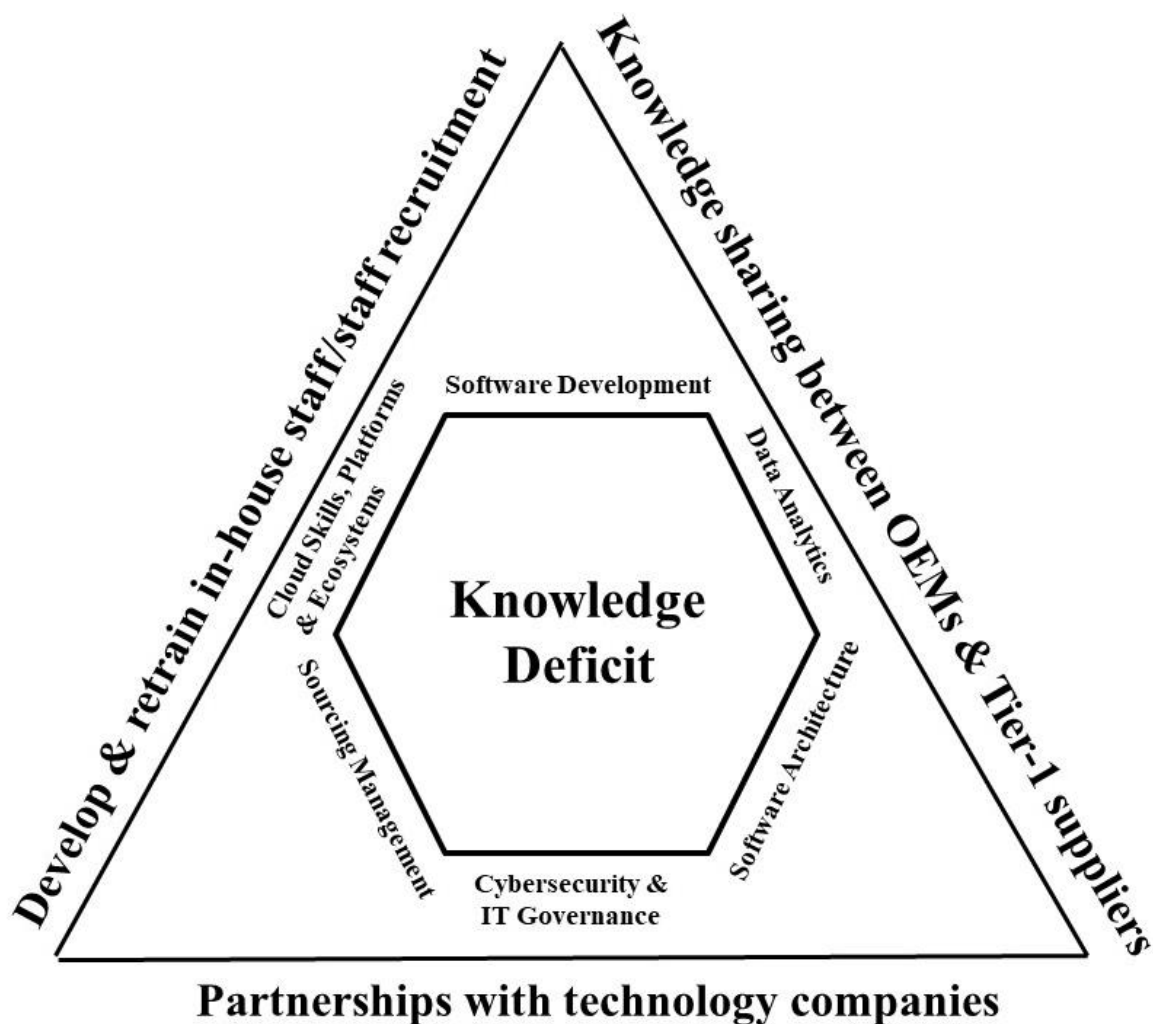 Develop & retrain in-house staff/staff recruitment
Knowledge sharing between OEMs & Tier-1 suppliers
Software Development
Cloud Skills, Platforms
& Ecosystems
Data Analytics
Knowledge
Deficit
Sourcing Management
Software Architecture
Cybersecurity &
IT Governance
Partnerships with technology companies